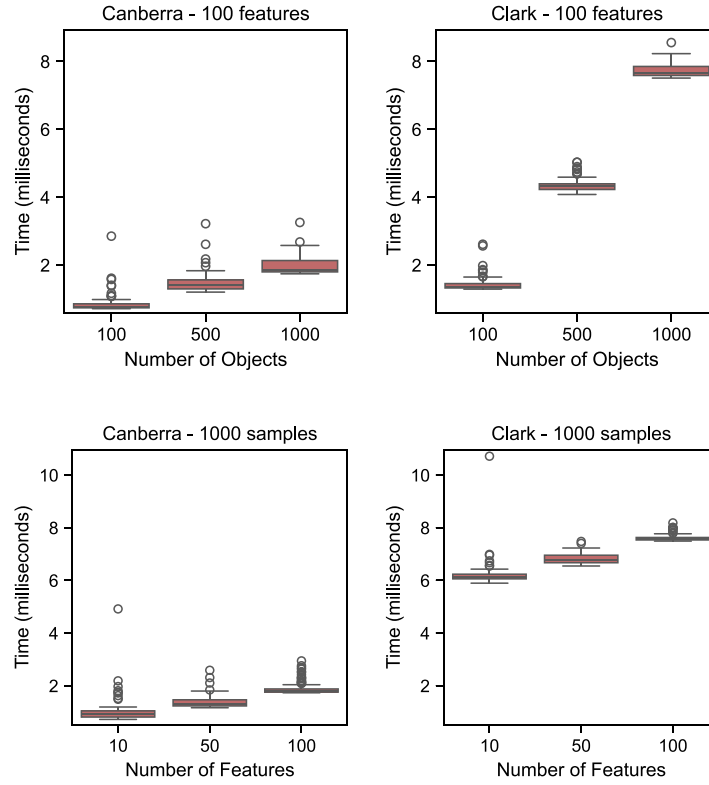 Canberra - 100 features
Clark - 100 features
Time (milliseconds)
8
6
4
2
100
500
1000
Number of Objects
Time (milliseconds)
8
6
4
2
100
500
1000
Number of Objects
Canberra - 1000 samples
Clark - 1000 samples
Time (milliseconds)
10
8
6
4
2
10
50
100
Number of Features
Time (milliseconds)
10
8
6
4
2
10
50
100
Number of Features